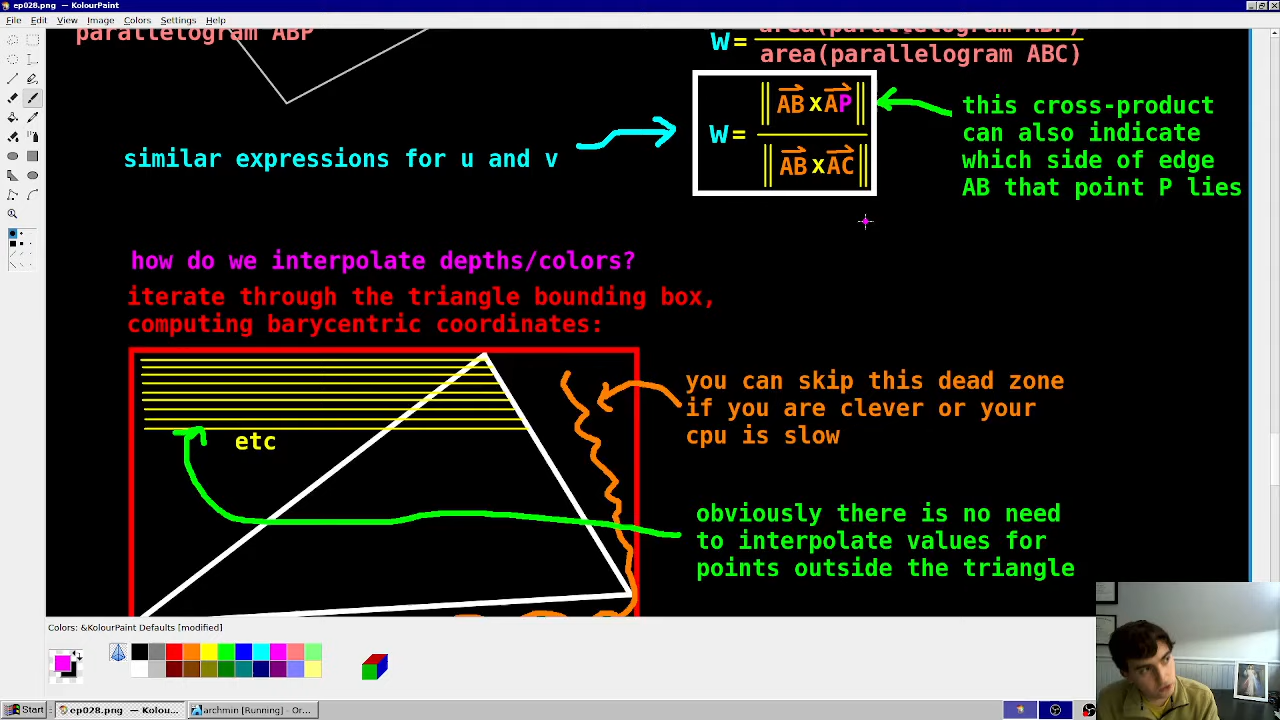 ep028.png — KolourPaint
File Edit View Image Colors Settings Help
parallelogram ABP
W = area(parallelogram ABP)
area(parallelogram ABC)
W = ‖ AB x AP ‖
‖ AB x AC ‖
this cross-product
can also indicate
which side of edge
AB that point P lies
similar expressions for u and v
how do we interpolate depths/colors?
iterate through the triangle bounding box,
computing barycentric coordinates:
etc
you can skip this dead zone
if you are clever or your
cpu is slow
obviously there is no need
to interpolate values for
points outside the triangle
Colors: &KolourPaint Defaults [modified]
Start
ep028.png — Kolou...
archmin [Running] - Or...